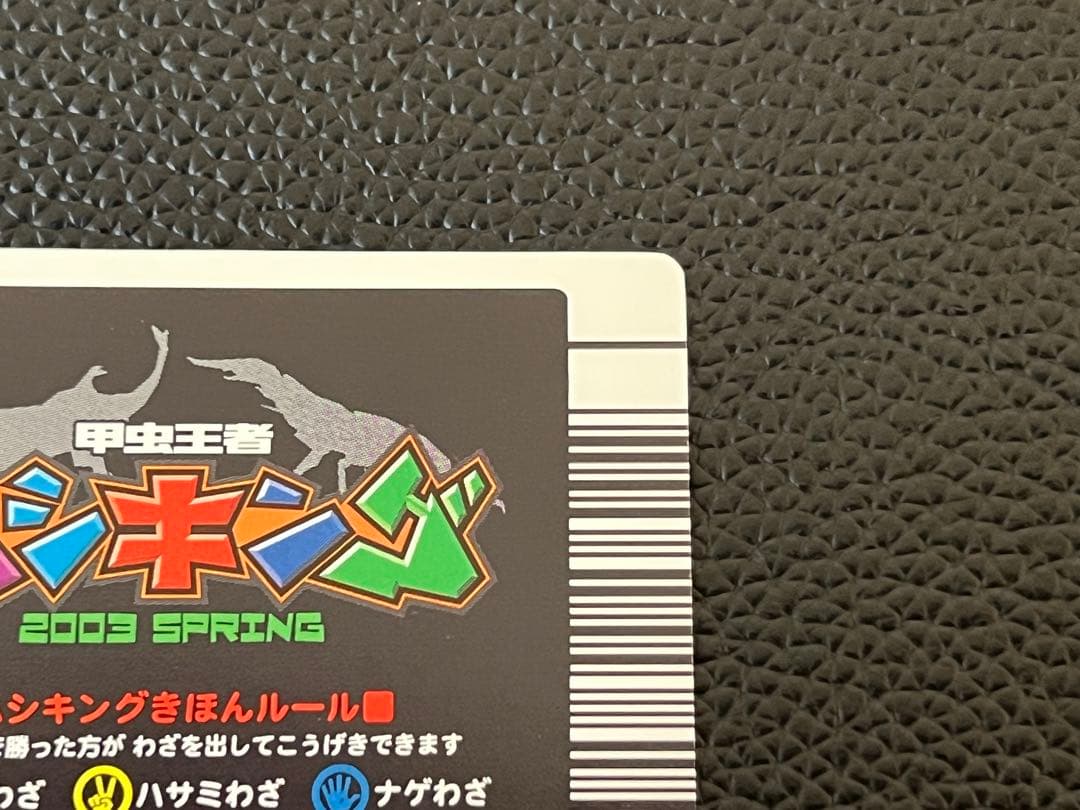 甲虫王者
シキング
2003 SPRING
シキングきほんルール■
勝った方が わざを出してこうげきできます
わざ ハサミわざ ナゲわざ